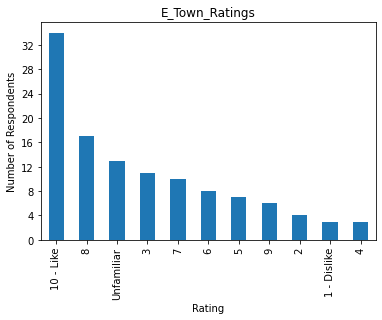 E_Town_Ratings
Number of Respondents
32
28
24
20
16
12
8
4
0
10 - Like
8
Unfamiliar
3
7
6
5
9
2
1 - Dislike
4
Rating